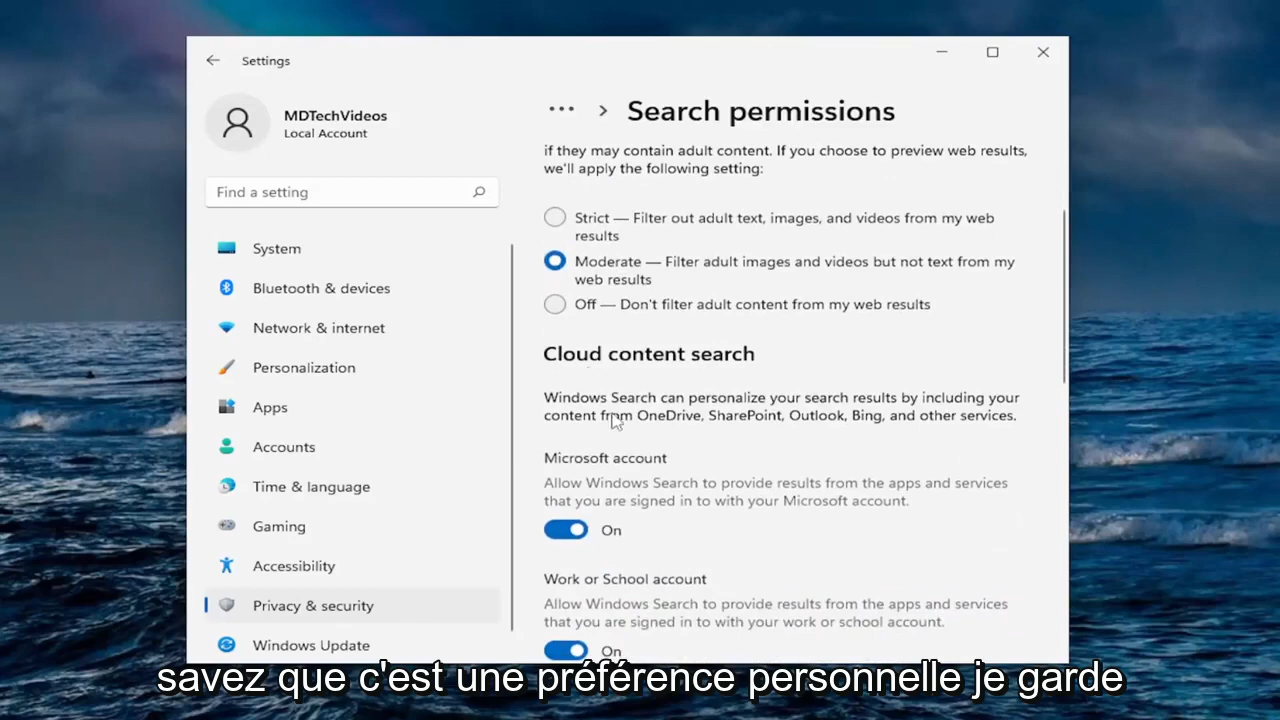 Settings
MDTechVideos
Local Account
Find a setting
System
Bluetooth & devices
Network & internet
Personalization
Apps
Accounts
Time & language
Gaming
Accessibility
Privacy & security
Windows Update
... > Search permissions
if they may contain adult content. If you choose to preview web results,
we'll apply the following setting:
Strict — Filter out adult text, images, and videos from my web
results
Moderate — Filter adult images and videos but not text from my
web results
Off — Don't filter adult content from my web results
Cloud content search
Windows Search can personalize your search results by including your
content from OneDrive, SharePoint, Outlook, Bing, and other services.
Microsoft account
Allow Windows Search to provide results from the apps and services
that you are signed in to with your Microsoft account.
On
Work or School account
Allow Windows Search to provide results from the apps and services
that you are signed in to with your work or school account.
On
savez que c'est une préférence personnelle je garde